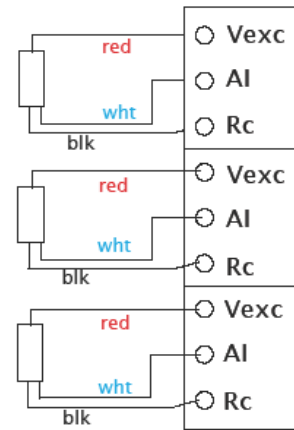 red Vexc
AI
wht
Rc
blk
Vexc
red
AI
wht
Rc
blk
Vexc
red
AI
wht
Rc
blk